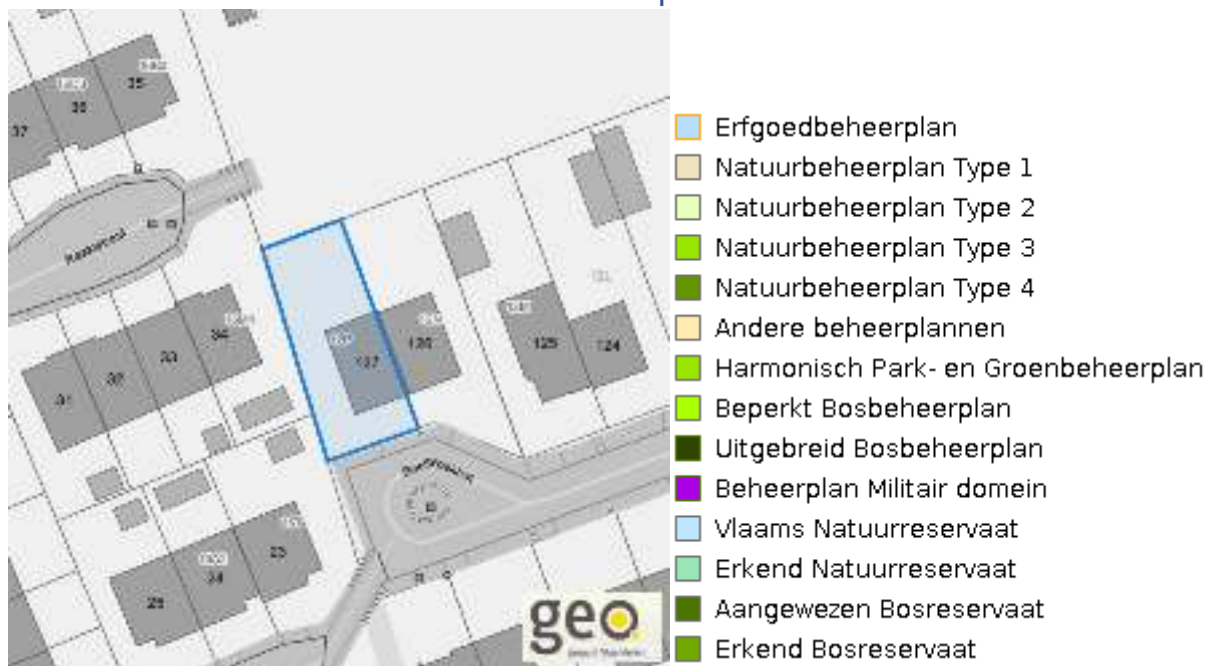 35
36
37
34
33
32
31
127
126
125
124
23
24
25
geo
Erfgoedbeheerplan
Natuurbeheerplan Type 1
Natuurbeheerplan Type 2
Natuurbeheerplan Type 3
Natuurbeheerplan Type 4
Andere beheerplannen
Harmonisch Park- en Groenbeheerplan
Beperkt Bosbeheerplan
Uitgebreid Bosbeheerplan
Beheerplan Militair domein
Vlaams Natuurreservaat
Erkend Natuurreservaat
Aangewezen Bosreservaat
Erkend Bosreservaat